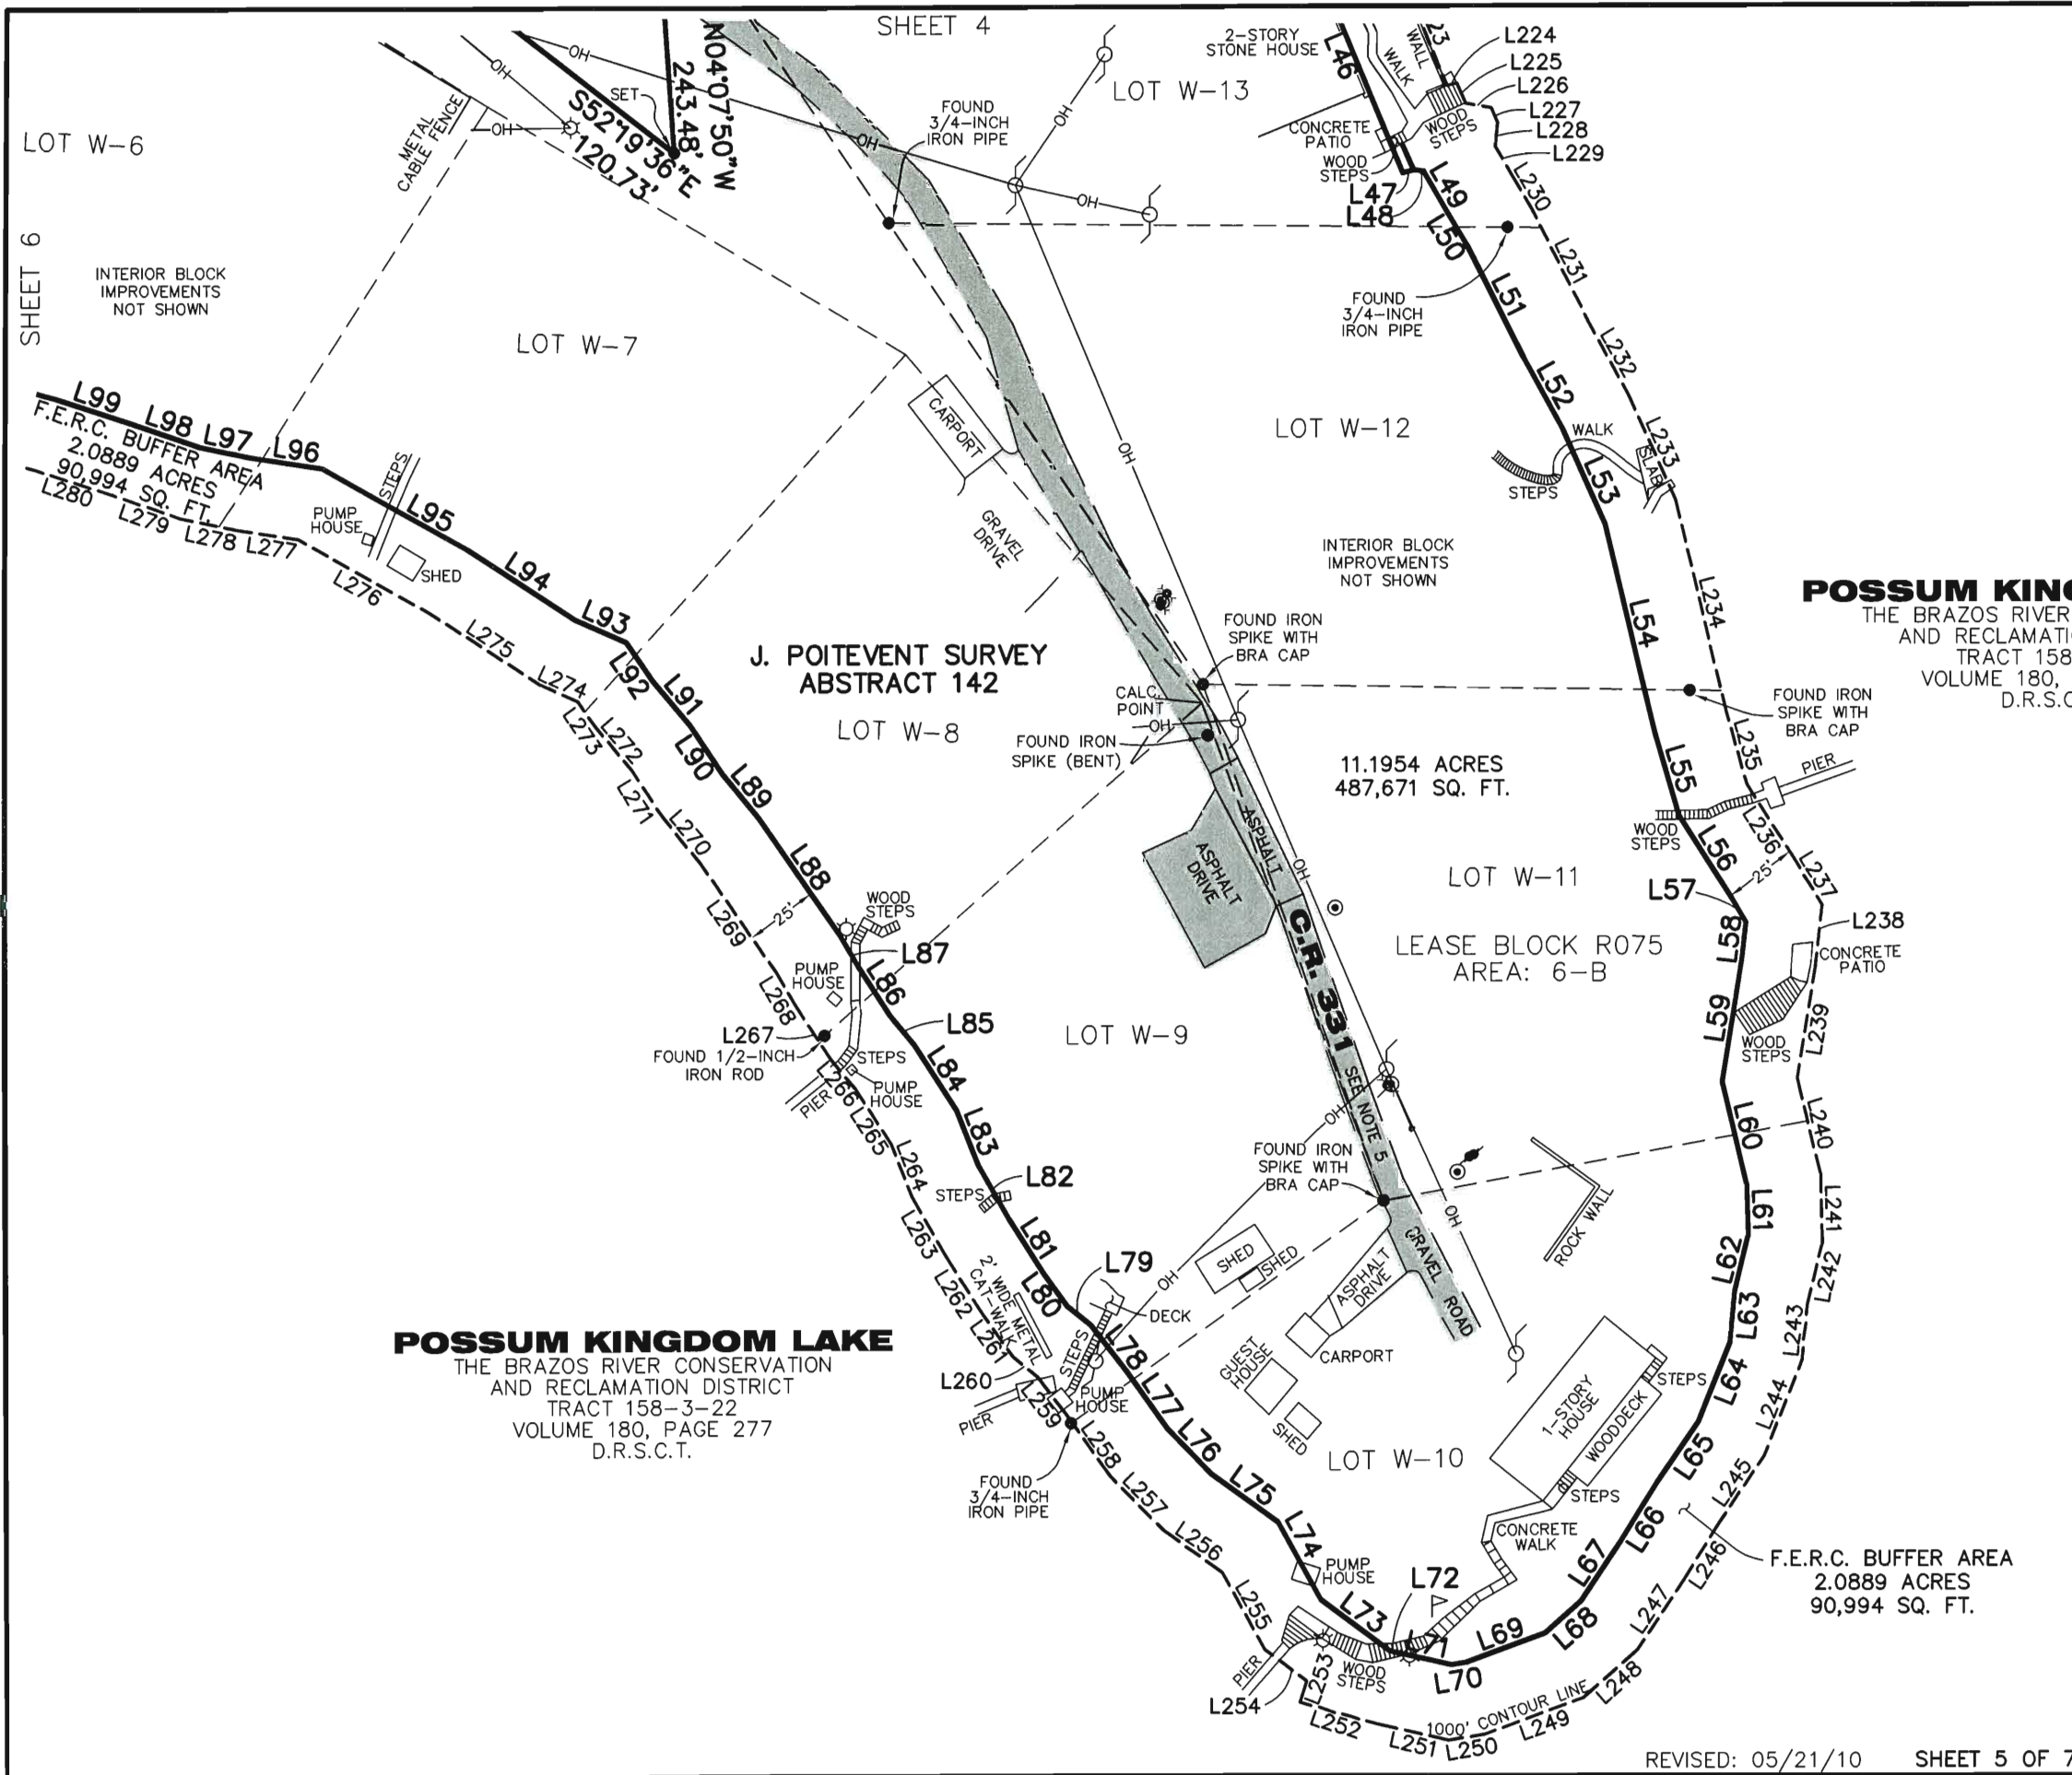 SHEET 4
LOT W-6
SHEET 6
INTERIOR BLOCK
IMPROVEMENTS
NOT SHOWN
METAL
CABLE FENCE
OH
OH
OH
SET
S52°19'36"E
120.73'
N04°07'50"W
243.48'
FOUND
3/4-INCH
IRON PIPE
OH
OH
OH
LOT W-13
2-STORY
STONE HOUSE
L46
WALK
WALL
23
L224
L225
L226
L227
L228
L229
CONCRETE
PATIO
WOOD
STEPS
WOOD
STEPS
L47
L48
L49
L50
L230
L231
FOUND
3/4-INCH
IRON PIPE
L51
L232
L52
LOT W-7
L99
L98
L97
L96
F.E.R.C. BUFFER AREA
2.0889 ACRES
90,994 SQ. FT.
L280
L279
L278
L277
PUMP
HOUSE
STEPS
SHED
L95
L276
L94
L275
L93
L274
L92
L273
CARPORT
GRAVEL
DRIVE
OH
LOT W-12
WALK
STEPS
SLAB
L233
L53
INTERIOR BLOCK
IMPROVEMENTS
NOT SHOWN
L54
L234
POSSUM KING
THE BRAZOS RIVER
AND RECLAMATI
TRACT 158
VOLUME 180,
D.R.S.C
J. POITEVENT SURVEY
ABSTRACT 142
LOT W-8
FOUND IRON
SPIKE WITH
BRA CAP
CALC.
POINT
OH
FOUND IRON
SPIKE (BENT)
FOUND IRON
SPIKE WITH
BRA CAP
L235
11.1954 ACRES
487,671 SQ. FT.
L55
PIER
WOOD
STEPS
L236
L56
25'
L237
L57
L58
L238
L91
L90
L89
L272
L271
L270
L88
25'
L269
ASPHALT
DRIVE
ASPHALT
OH
C.R. 331
SEE NOTE 5
LOT W-11
LEASE BLOCK R075
AREA: 6-B
CONCRETE
PATIO
L59
WOOD
STEPS
L239
WOOD
STEPS
L87
PUMP
HOUSE
L86
L268
L267
L85
FOUND 1/2-INCH
IRON ROD
STEPS
PUMP
HOUSE
PIER
L266
L265
L84
L264
L83
LOT W-9
OH
L60
L240
FOUND IRON
SPIKE WITH
BRA CAP
L82
STEPS
L263
L81
L79
L80
L262
2' WIDE METAL
CAT-WALK
L261
DECK
OH
SHED
SHED
ASPHALT
DRIVE
GRAVEL ROAD
OH
ROCK WALL
L61
L241
L62
L242
L63
L243
POSSUM KINGDOM LAKE
THE BRAZOS RIVER CONSERVATION
AND RECLAMATION DISTRICT
TRACT 158-3-22
VOLUME 180, PAGE 277
D.R.S.C.T.
L260
PIER
L259
STEPS
PUMP
HOUSE
L78
L77
L258
L76
L257
FOUND
3/4-INCH
IRON PIPE
L75
L256
L74
GUEST
HOUSE
SHED
CARPORT
LOT W-10
1-STORY
HOUSE
WOODDECK
STEPS
STEPS
CONCRETE
WALK
L64
L244
L65
L245
L66
L246
L67
L247
F.E.R.C. BUFFER AREA
2.0889 ACRES
90,994 SQ. FT.
PUMP
HOUSE
L72
L73
L255
PIER
L254
L253
WOOD
STEPS
L71
L70
L69
L68
L252
L251
L250
1000' CONTOUR LINE
L249
L248
REVISED: 05/21/10 SHEET 5 OF 7